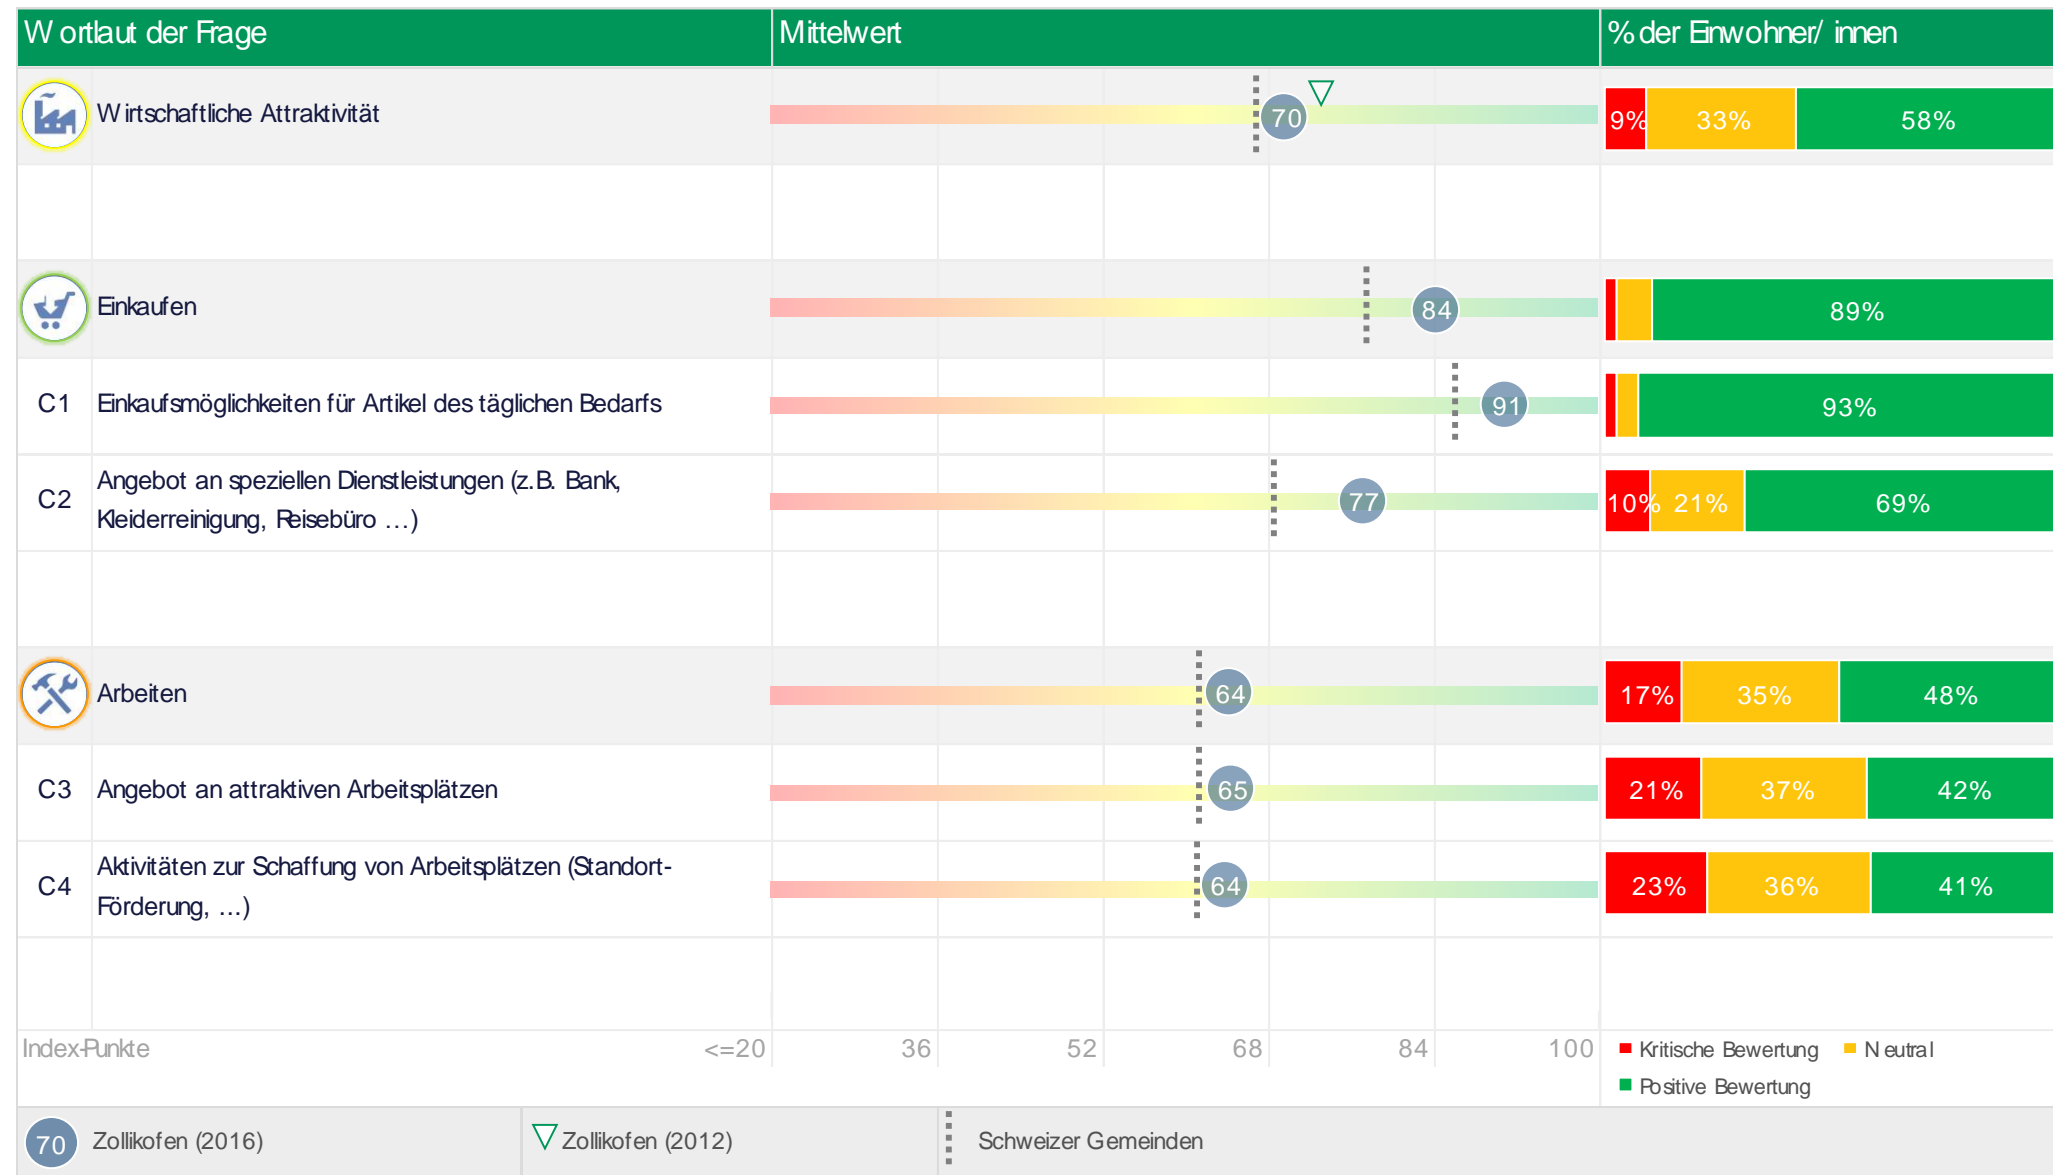 Wortlaut der Frage Mittelwert % der Einwohner/innen
Wirtschaftliche Attraktivität 70 9% 33% 58%
Einkaufen 84 89%
C1 Einkaufsmöglichkeiten für Artikel des täglichen Bedarfs 91 93%
C2 Angebot an speziellen Dienstleistungen (z.B. Bank,
Kleiderreinigung, Reisebüro ...) 77 10% 21% 69%
Arbeiten 64 17% 35% 48%
C3 Angebot an attraktiven Arbeitsplätzen 65 21% 37% 42%
C4 Aktivitäten zur Schaffung von Arbeitsplätzen (Standort-
Förderung, ...) 64 23% 36% 41%
Index-Punkte <=20 36 52 68 84 100
Kritische Bewertung Neutral
Positive Bewertung
70 Zollikofen (2016) Zollikofen (2012) Schweizer Gemeinden